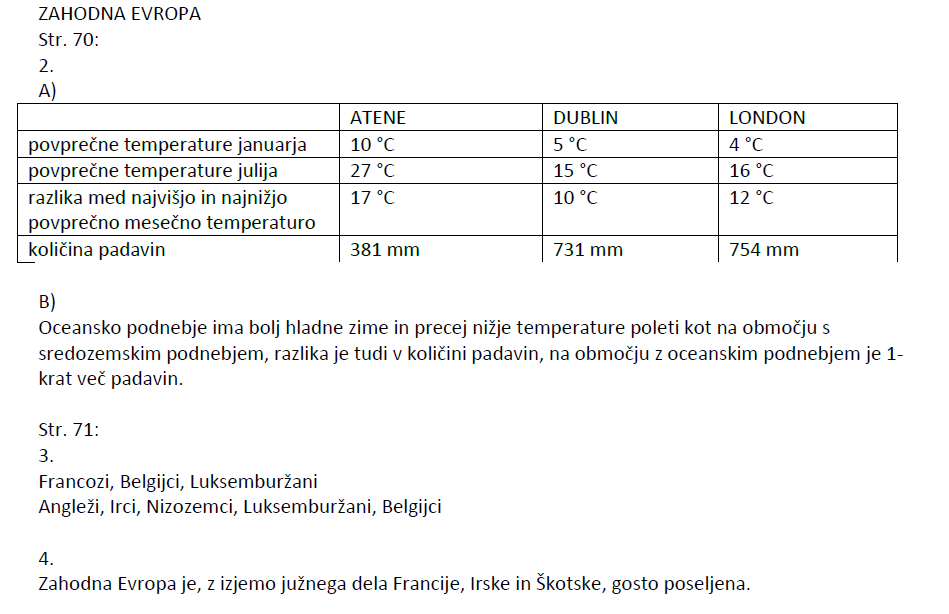 ZAHODNA EVROPA
Str. 70:
2.
A)
ATENE DUBLIN LONDON
povprečne temperature januarja 10 °C 5 °C 4 °C
povprečne temperature julija 27 °C 15 °C 16 °C
razlika med najvišjo in najnižjo 17 °C 10 °C 12 °C
povprečno mesečno temperaturo
količina padavin 381 mm 731 mm 754 mm
B)
Oceansko podnebje ima bolj hladne zime in precej nižje temperature poleti kot na območju s
sredozemskim podnebjem, razlika je tudi v količini padavin, na območju z oceanskim podnebjem je 1-
krat več padavin.
Str. 71:
3.
Francozi, Belgijci, Luksemburžani
Angleži, Irci, Nizozemci, Luksemburžani, Belgijci
4.
Zahodna Evropa je, z izjemo južnega dela Francije, Irske in Škotske, gosto poseljena.